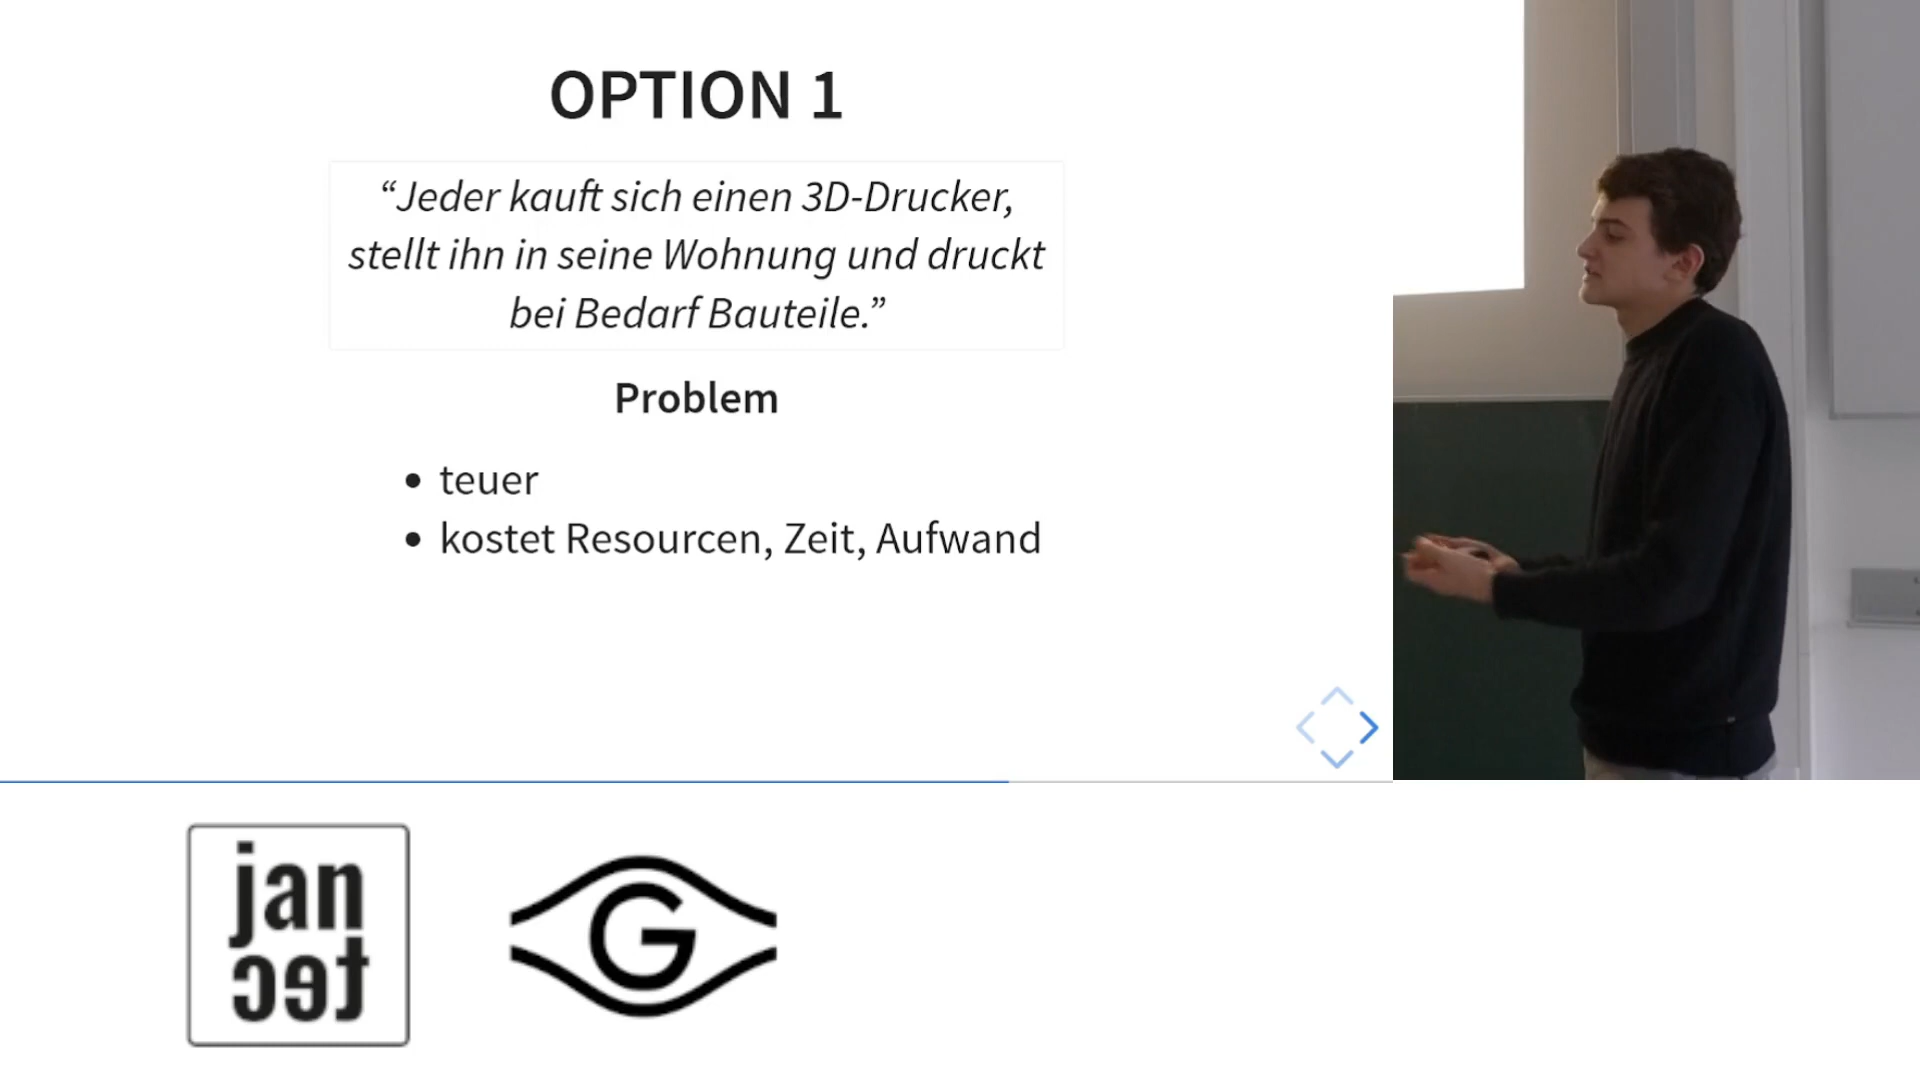 OPTION 1
“Jeder kauft sich einen 3D-Drucker,
stellt ihn in seine Wohnung und druckt
bei Bedarf Bauteile.”
Problem
• teuer
• kostet Resourcen, Zeit, Aufwand
jan
tec
G